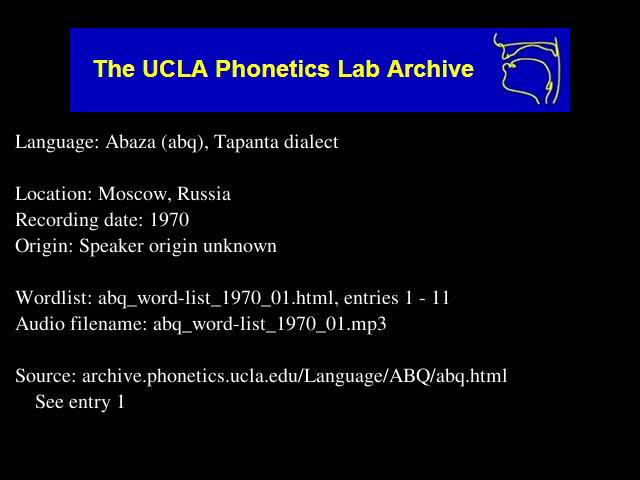 The UCLA Phonetics Lab Archive
Language: Abaza (abq), Tapanta dialect
Location: Moscow, Russia
Recording date: 1970
Origin: Speaker origin unknown
Wordlist: abq_word-list_1970_01.html, entries 1 - 11
Audio filename: abq_word-list_1970_01.mp3
Source: archive.phonetics.ucla.edu/Language/ABQ/abq.html
See entry 1